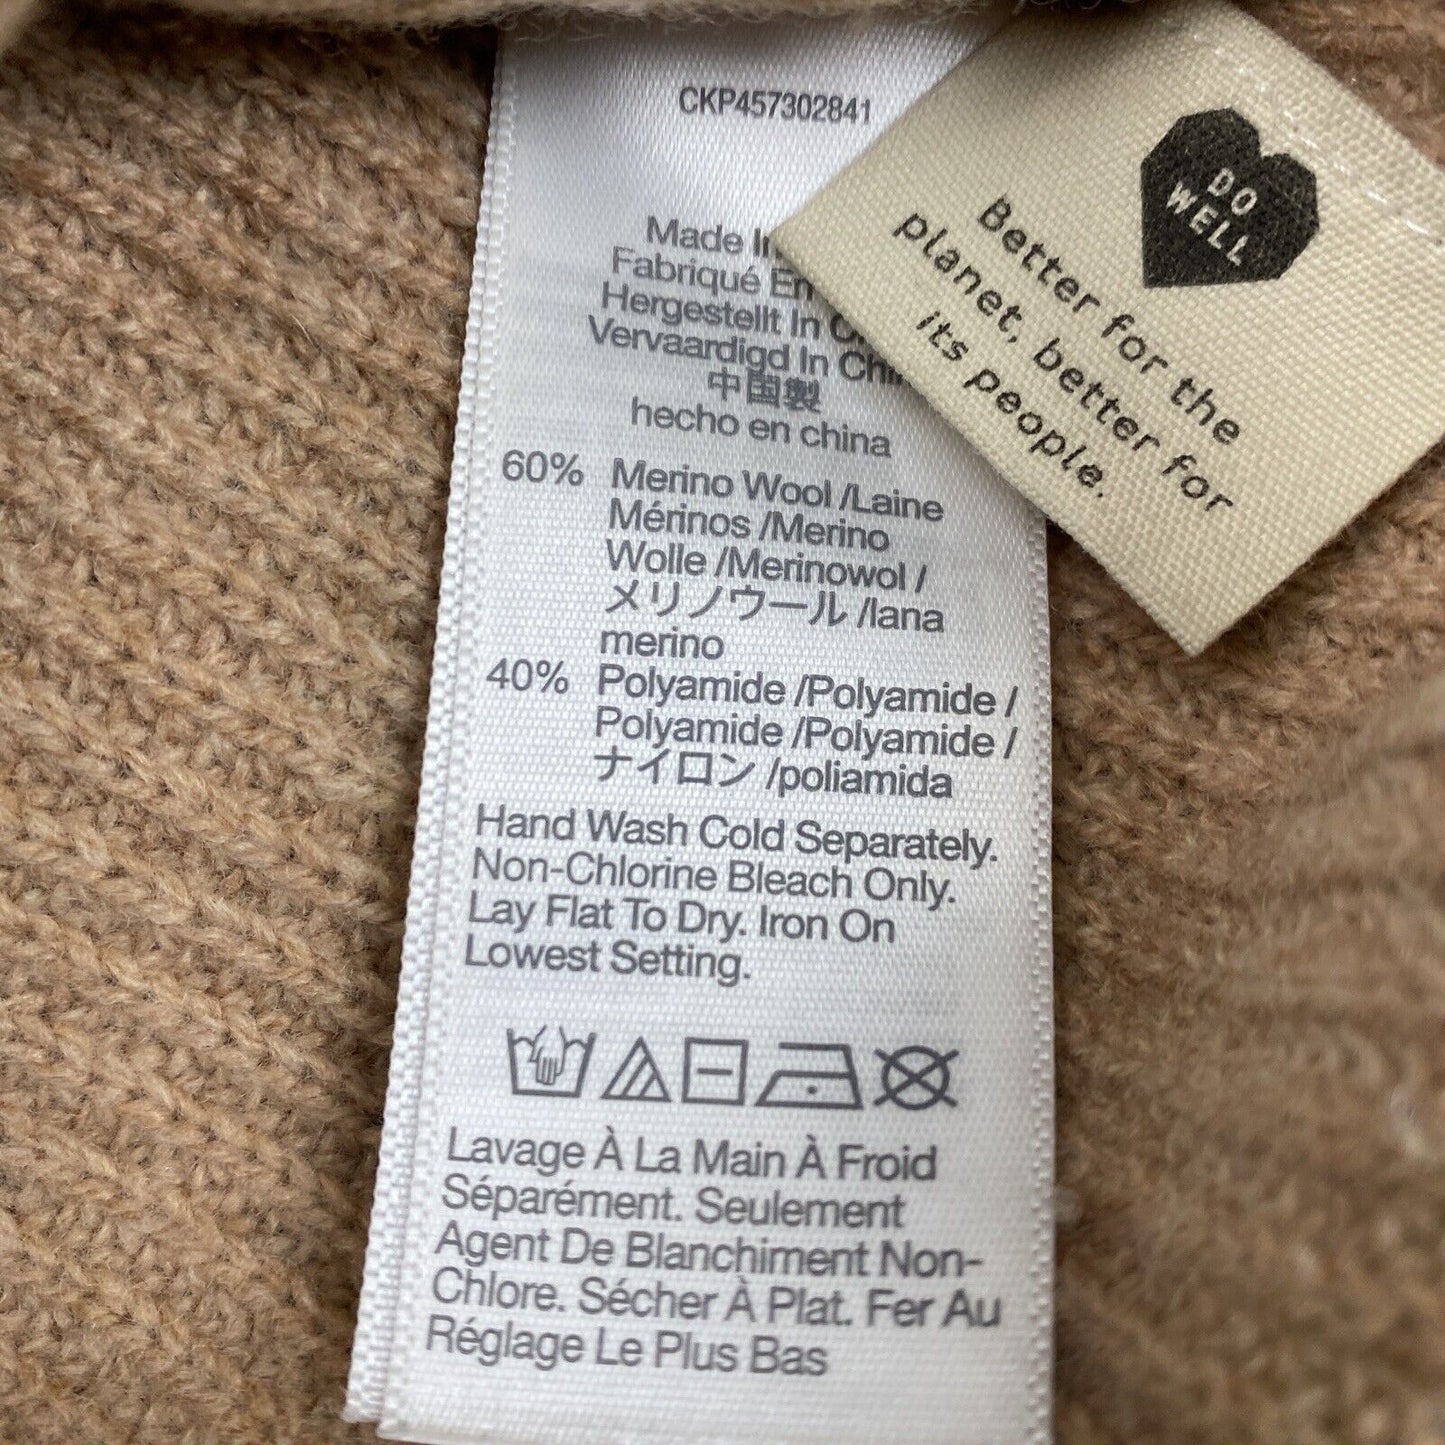 CKP457302841
Made
Fabriqué En
Hergestellt In
Vervaardigd In
中国製
hecho en china
60% Merino Wool /Laine
Mérinos /Merino
Wolle /Merinowol /
メリノウール /lana
merino
40% Polyamide /Polyamide /
Polyamide /Polyamide /
ナイロン /poliamida
Hand Wash Cold Separately.
Non-Chlorine Bleach Only.
Lay Flat To Dry. Iron On
Lowest Setting.
Lavage À La Main À Froid
Séparément. Seulement
Agent De Blanchiment Non-
Chlore. Sécher À Plat. Fer Au
Réglage Le Plus Bas
DO
WELL
Better for the
planet, better for
its people.